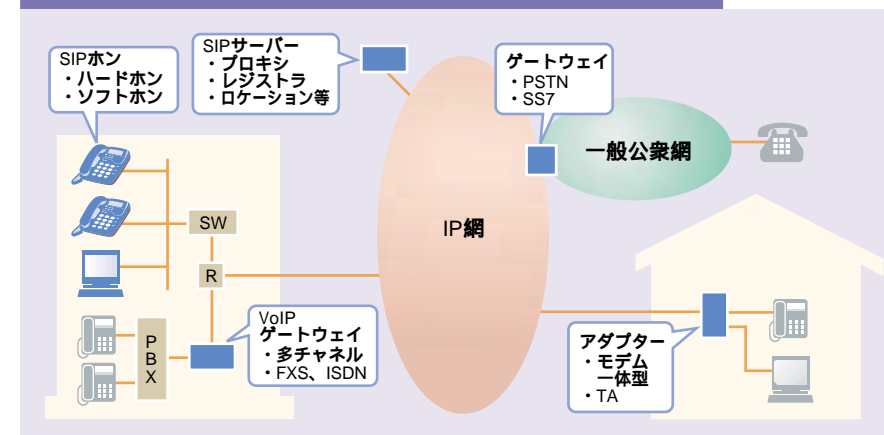 SIPホン
・ハードホン
・ソフトホン
SIPサーバー
・プロキシ
・レジストラ
・ロケーション等
ゲートウェイ
・PSTN
・SS7
一般公衆網
IP網
SW
R
VoIP
ゲートウェイ
・多チャネル
・FXS、ISDN
P
B
X
アダプター
・モデム
一体型
・TA